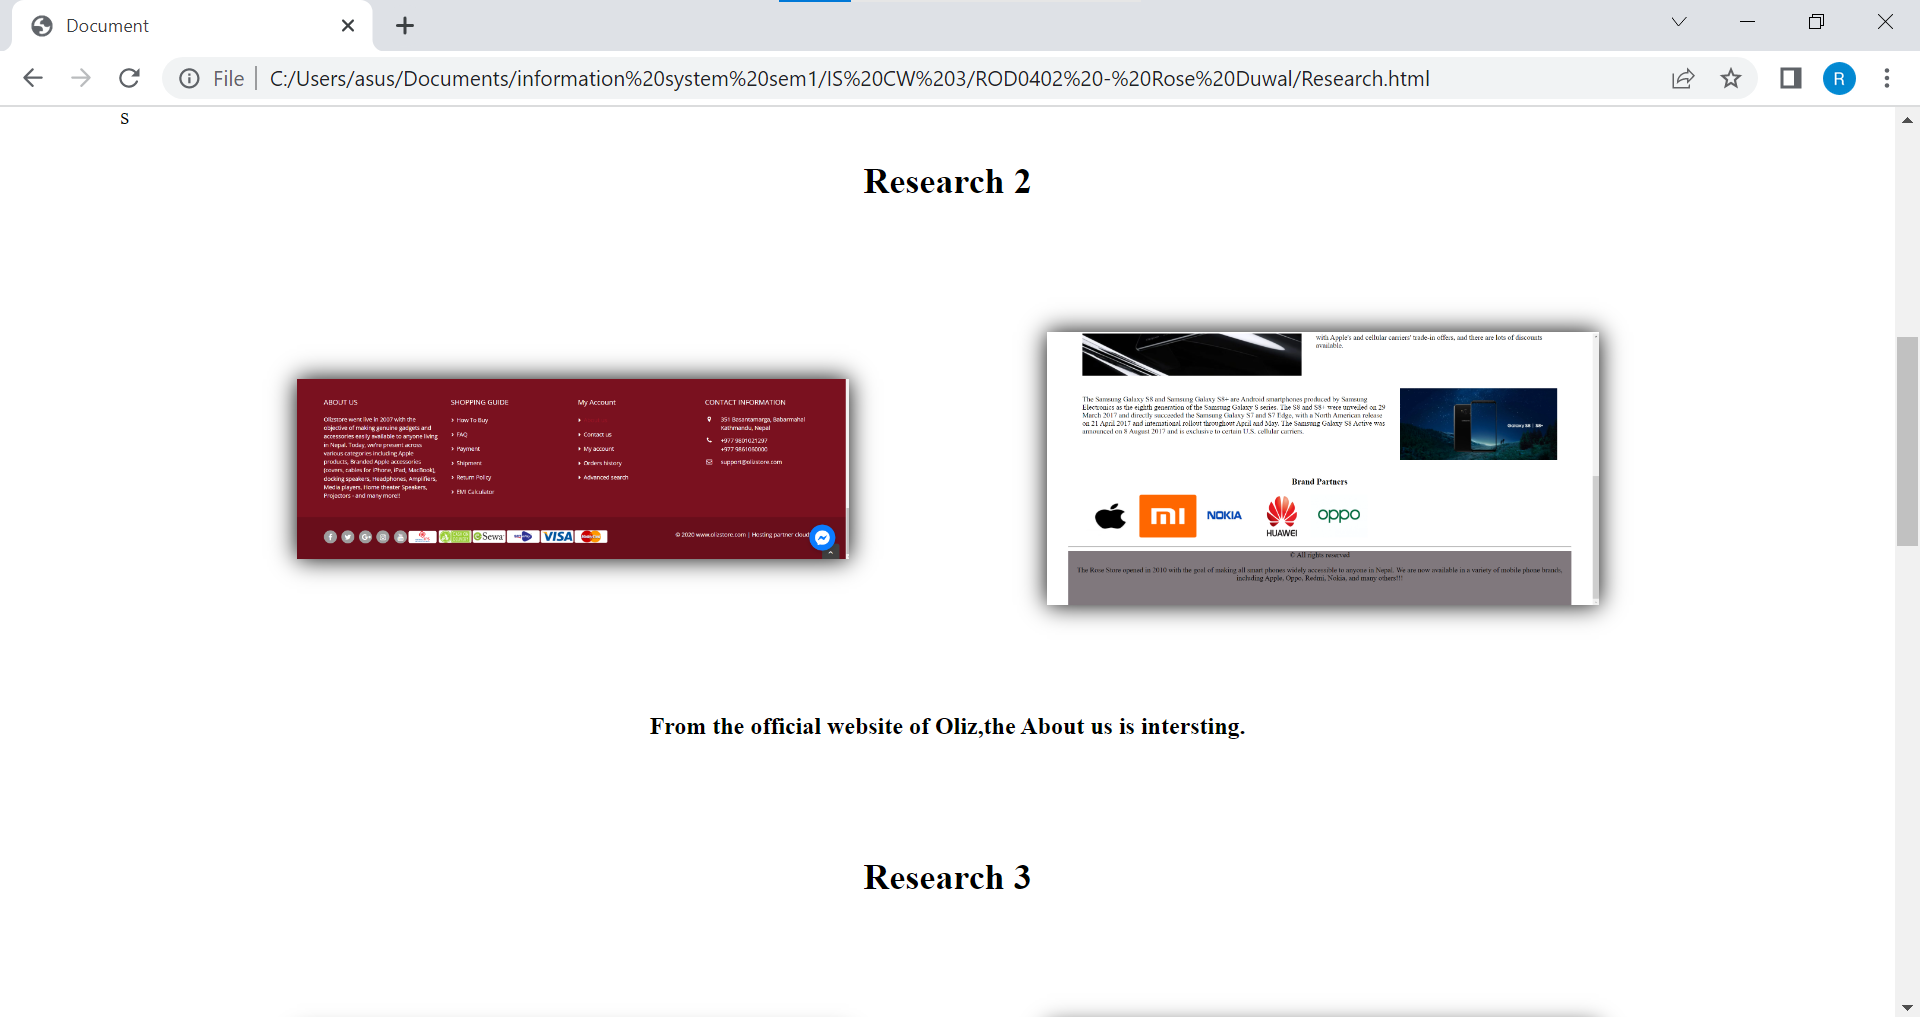 Document
File
C:/Users/asus/Documents/information%20system%20sem1/IS%20CW%203/ROD0402%20-%20Rose%20Duwal/Research.html
R
S
Research 2
ABOUT US
Olizstore went live in 2007 with the
objective of making genuine gadgets and
accessories easily available to anyone living
in Nepal. Today, we're present across
various categories including Apple
products, Branded Apple accessories
(covers, cables for iPhone, iPad, MacBook),
docking speakers, Headphones, Amplifiers,
Media players, Home theater Speakers,
Projectors - and many more!!
SHOPPING GUIDE
How To Buy
FAQ
Payment
Shipment
Return Policy
EMI Calculator
My Account
Contact us
My account
Orders history
Advanced search
CONTACT INFORMATION
351 Basantamarga, Babarmahal
Kathmandu, Nepal
+977 9801021297
+977 9861060000
support@olizstore.com
eSewa
VISA
© 2020 www.olizstore.com | Hosting partner cloud
with Apple's and cellular carriers' trade-in offers, and there are lots of discounts
available.
The Samsung Galaxy S8 and Samsung Galaxy S8+ are Android smartphones produced by Samsung
Electronics as the eighth generation of the Samsung Galaxy S series. The S8 and S8+ were unveiled on 29
March 2017 and directly succeeded the Samsung Galaxy S7 and S7 Edge, with a North American release
on 21 April 2017 and international rollout throughout April and May. The Samsung Galaxy S8 Active was
announced on 8 August 2017 and is exclusive to certain U.S. cellular carriers.
Galaxy S8 | S8+
Brand Partners
mi
NOKIA
HUAWEI
oppo
© All rights reserved
The Rose Store opened in 2010 with the goal of making all smart phones widely accessible to anyone in Nepal. We are now available in a variety of mobile phone brands,
including Apple, Oppo, Redmi, Nokia, and many others!!!
From the official website of Oliz,the About us is intersting.
Research 3